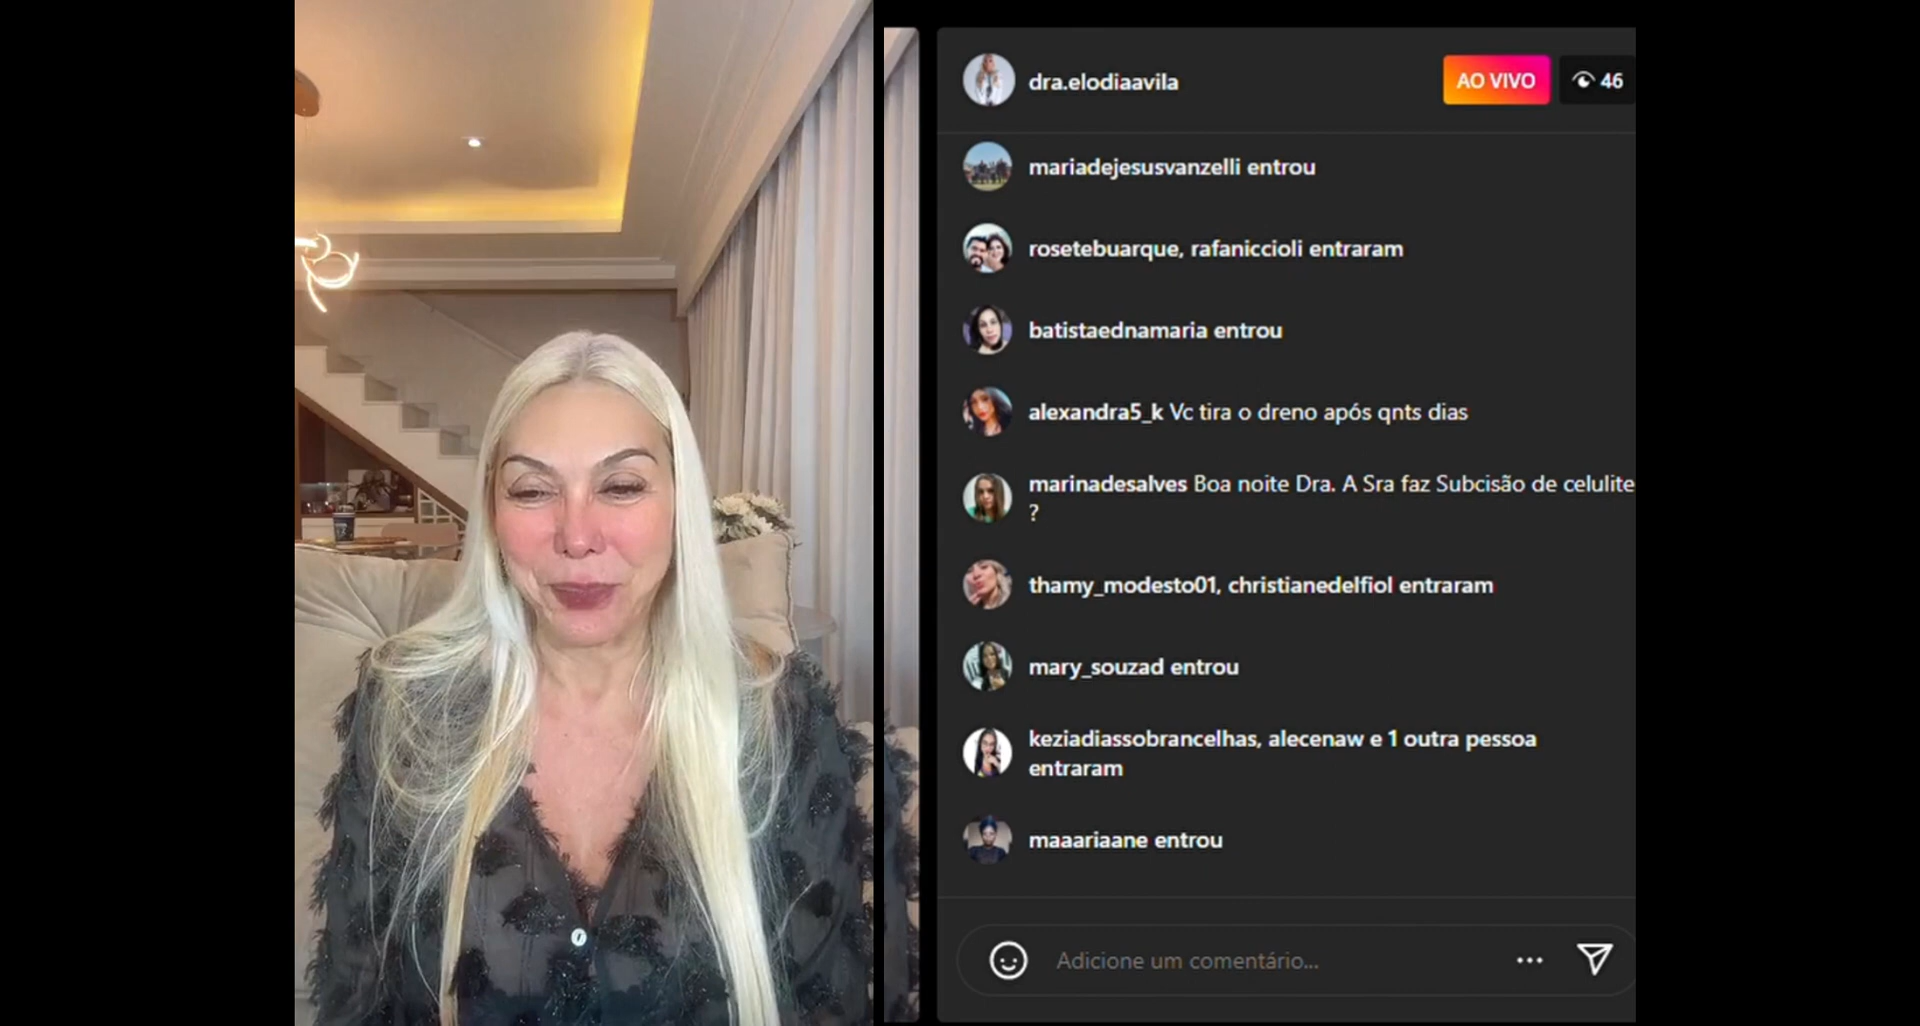 dra.elodiaavila
AO VIVO
46
mariadejesusvanzelli entrou
rosetebuarque, rafaniccioli entraram
batistaednamaria entrou
alexandra5_k Vc tira o dreno após qnts dias
marinadesalves Boa noite Dra. A Sra faz Subcisão de celulite
?
thamy_modesto01, christianedelfiol entraram
mary_souzad entrou
keziadiassobrancelhas, alecenaw e 1 outra pessoa
entraram
maaariaane entrou
Adicione um comentário...